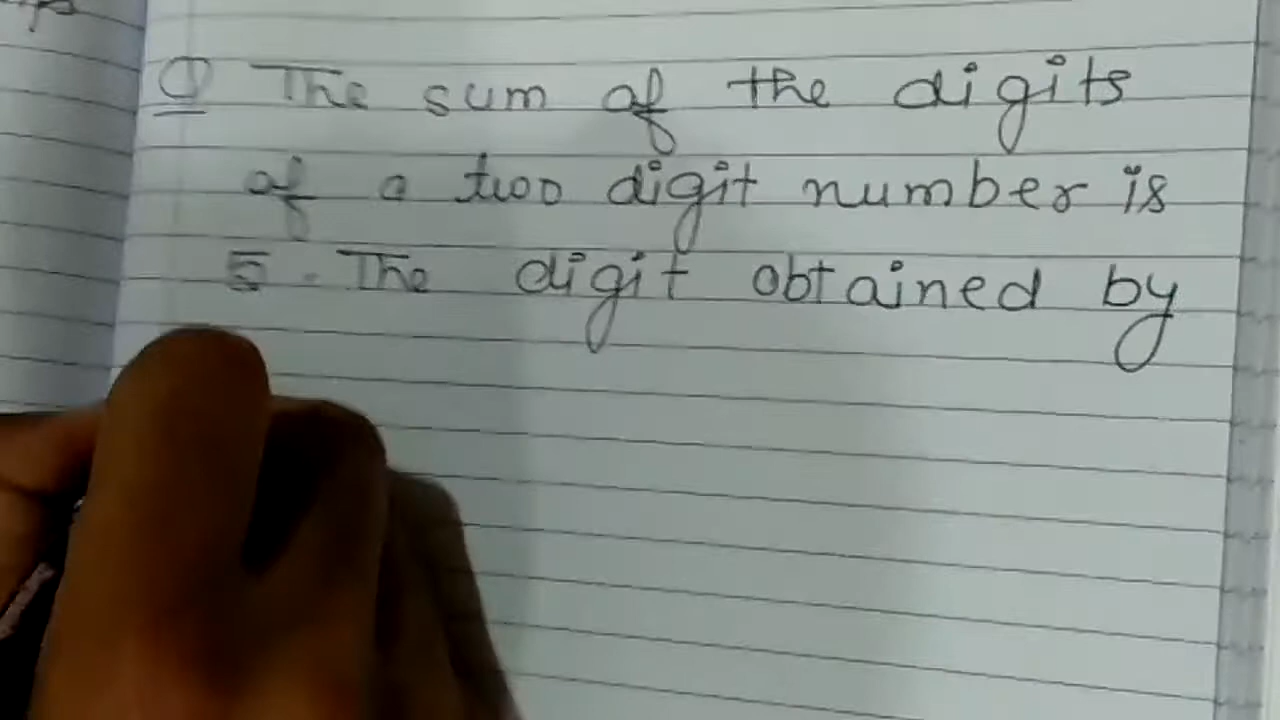 Q The sum of the digits
of a two digit number is
5. The digit obtained by